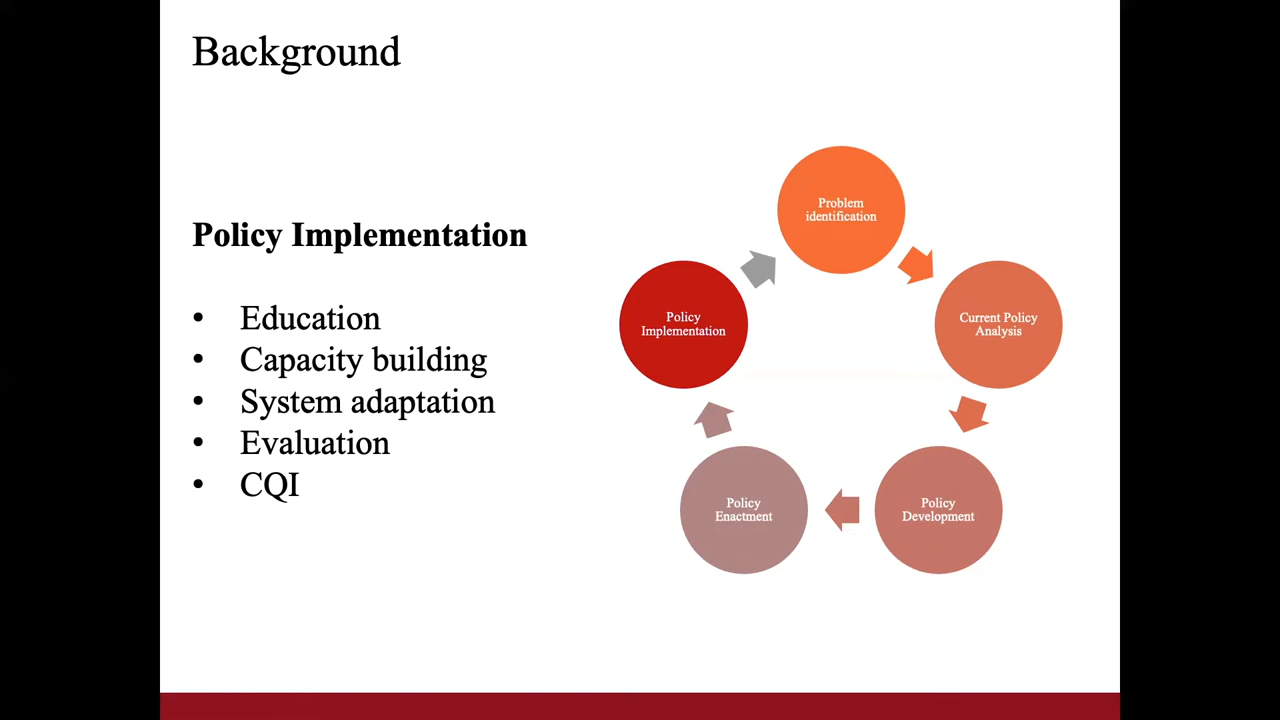 Background
Policy Implementation
• Education
• Capacity building
• System adaptation
• Evaluation
• CQI
Problem
identification
Current Policy
Analysis
Policy
Development
Policy
Enactment
Policy
Implementation